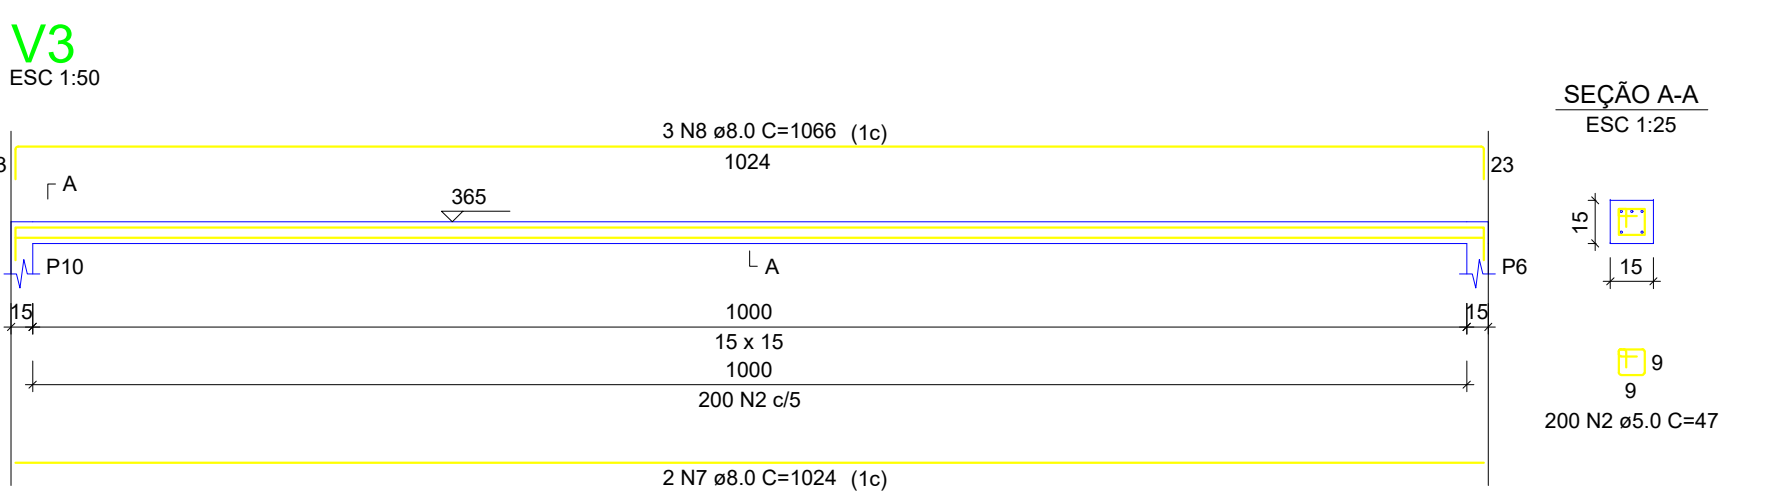 V3
ESC 1:50
SEÇÃO A-A
ESC 1:25
3 N8 ø8.0 C=1066 (1c)
1024
23
A
365
15
P10
A
P6
15
15
1000
15
15 x 15
1000
9
9
200 N2 c/5
200 N2 ø5.0 C=47
2 N7 ø8.0 C=1024 (1c)